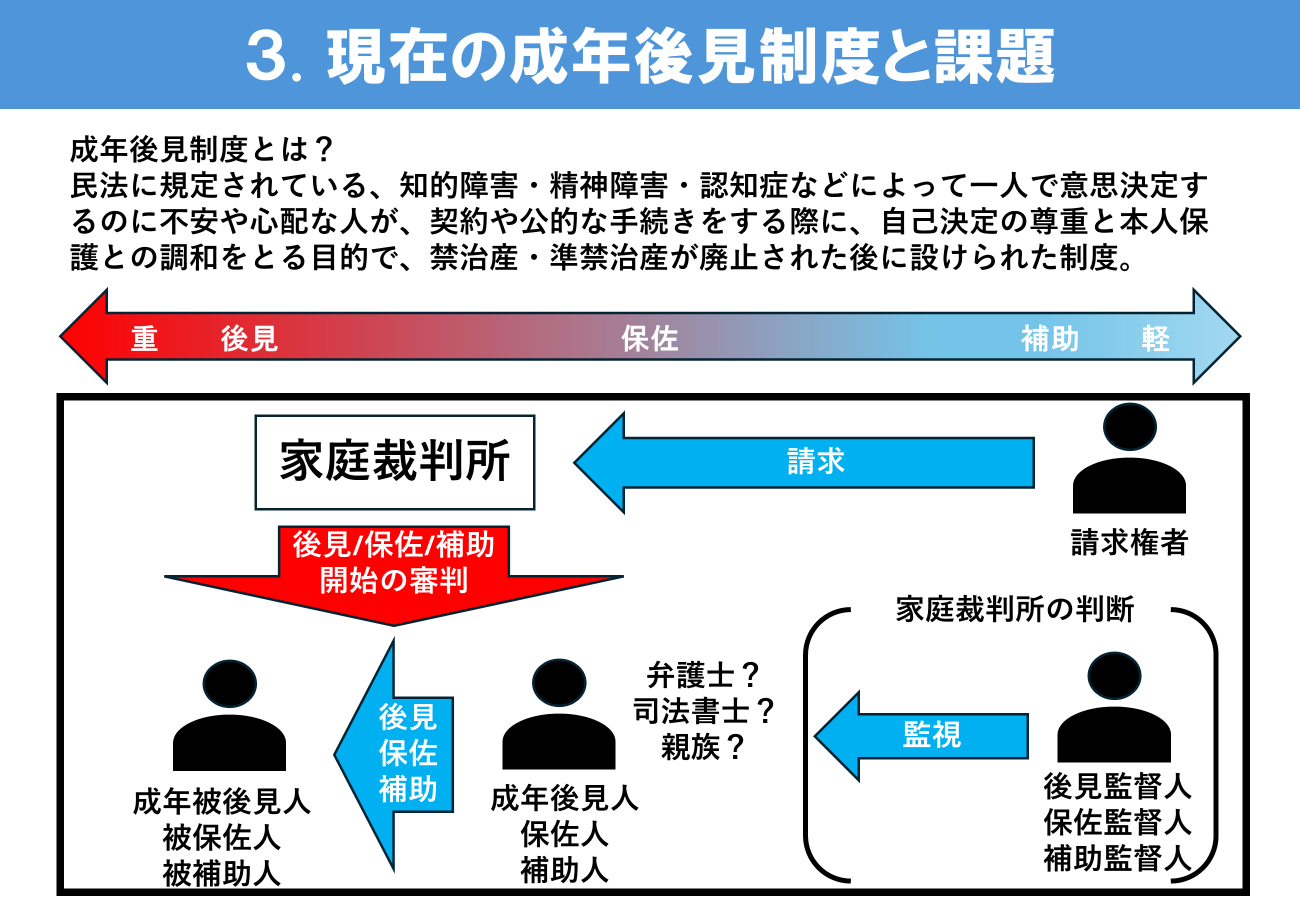 3．現在の成年後見制度と課題
成年後見制度とは？
民法に規定されている、知的障害・精神障害・認知症などによって一人で意思決定す
るのに不安や心配な人が、契約や公的な手続きをする際に、自己決定の尊重と本人保
護との調和をとる目的で、禁治産・準禁治産が廃止された後に設けられた制度。
重 後見 保佐 補助 軽
家庭裁判所
請求
請求権者
後見/保佐/補助
開始の審判
家庭裁判所の判断
弁護士？
司法書士？
親族？
後見
保佐
補助
監視
成年被後見人
被保佐人
被補助人
成年後見人
保佐人
補助人
後見監督人
保佐監督人
補助監督人